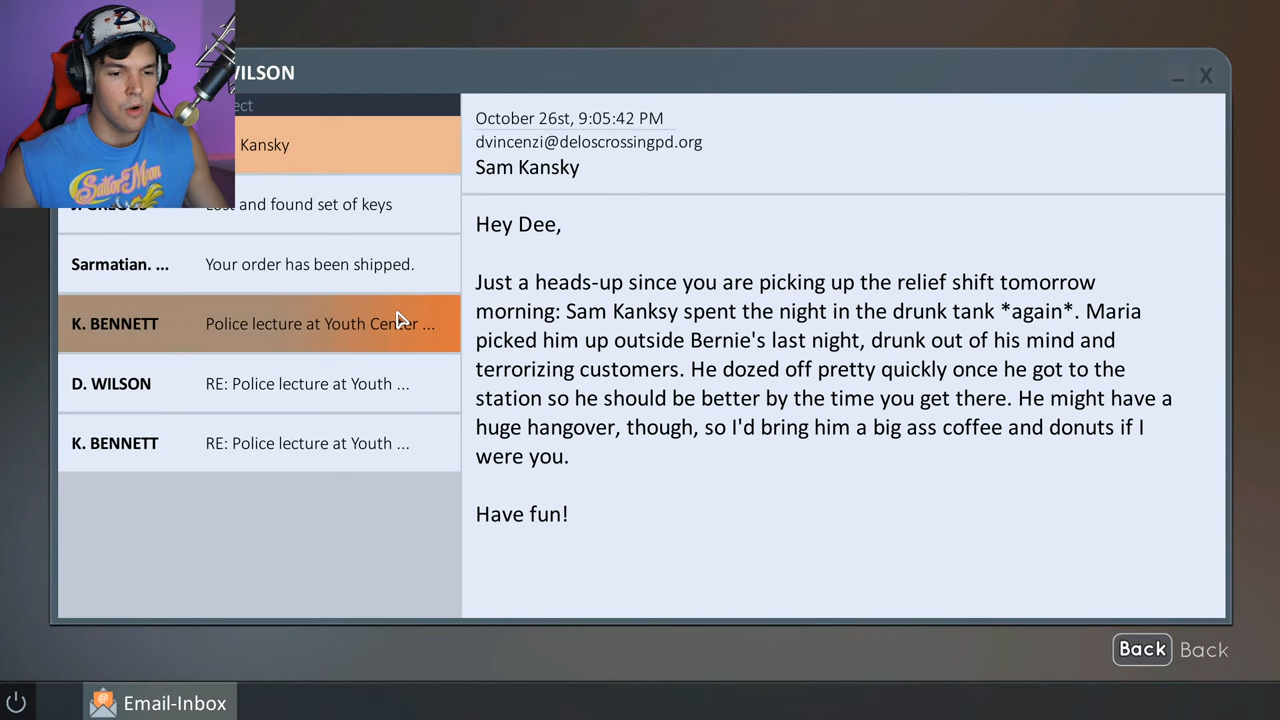 WILSON
ect
Kansky
Lost and found set of keys
Sarmatian. ... Your order has been shipped.
K. BENNETT Police lecture at Youth Center ...
D. WILSON RE: Police lecture at Youth ...
K. BENNETT RE: Police lecture at Youth ...
October 26st, 9:05:42 PM
dvincenzi@deloscrossingpd.org
Sam Kansky
Hey Dee,
Just a heads-up since you are picking up the relief shift tomorrow
morning: Sam Kanksy spent the night in the drunk tank *again*. Maria
picked him up outside Bernie's last night, drunk out of his mind and
terrorizing customers. He dozed off pretty quickly once he got to the
station so he should be better by the time you get there. He might have a
huge hangover, though, so I'd bring him a big ass coffee and donuts if I
were you.
Have fun!
Back Back
Email-Inbox
Sailor Moon